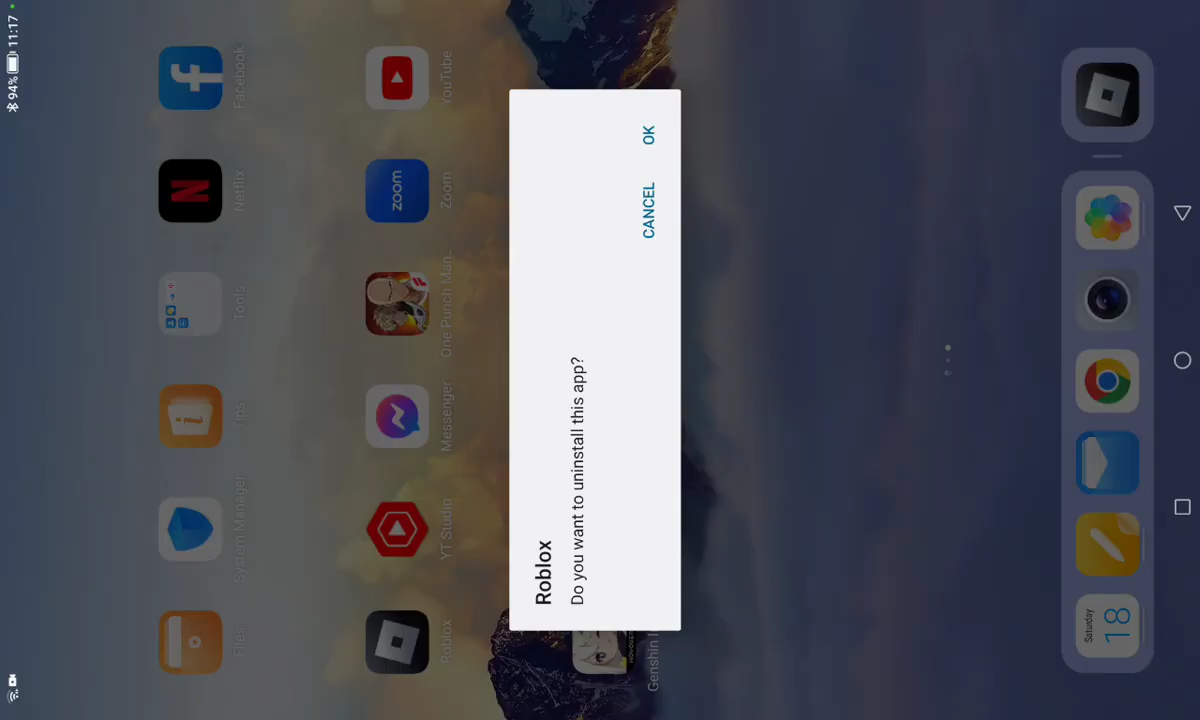 94% 11:17
Files
System Manager
Tips
Tools
Netflix
Facebook
Roblox
YT Studio
Messenger
One Punch Man..
zoom
Zoom
YouTube
Roblox
Do you want to uninstall this app?
CANCEL
OK
Genshin I
Saturday
18